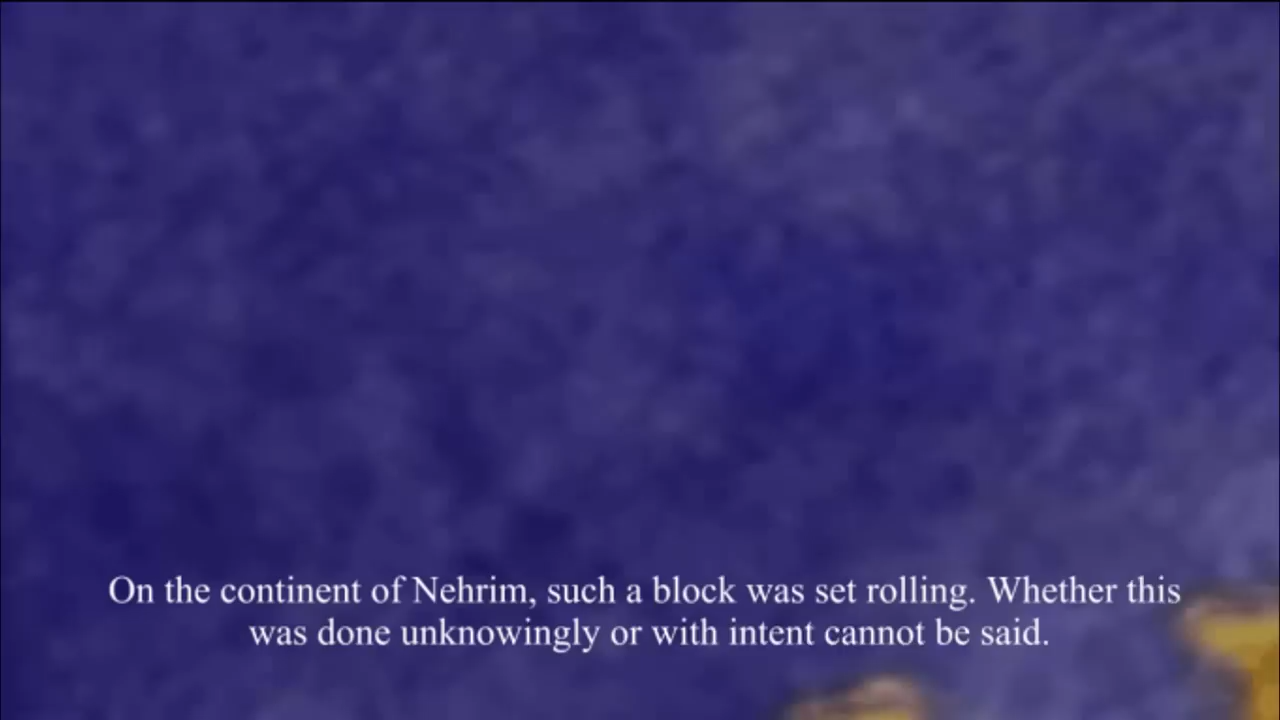 On the continent of Nehrim, such a block was set rolling. Whether this
was done unknowingly or with intent cannot be said.